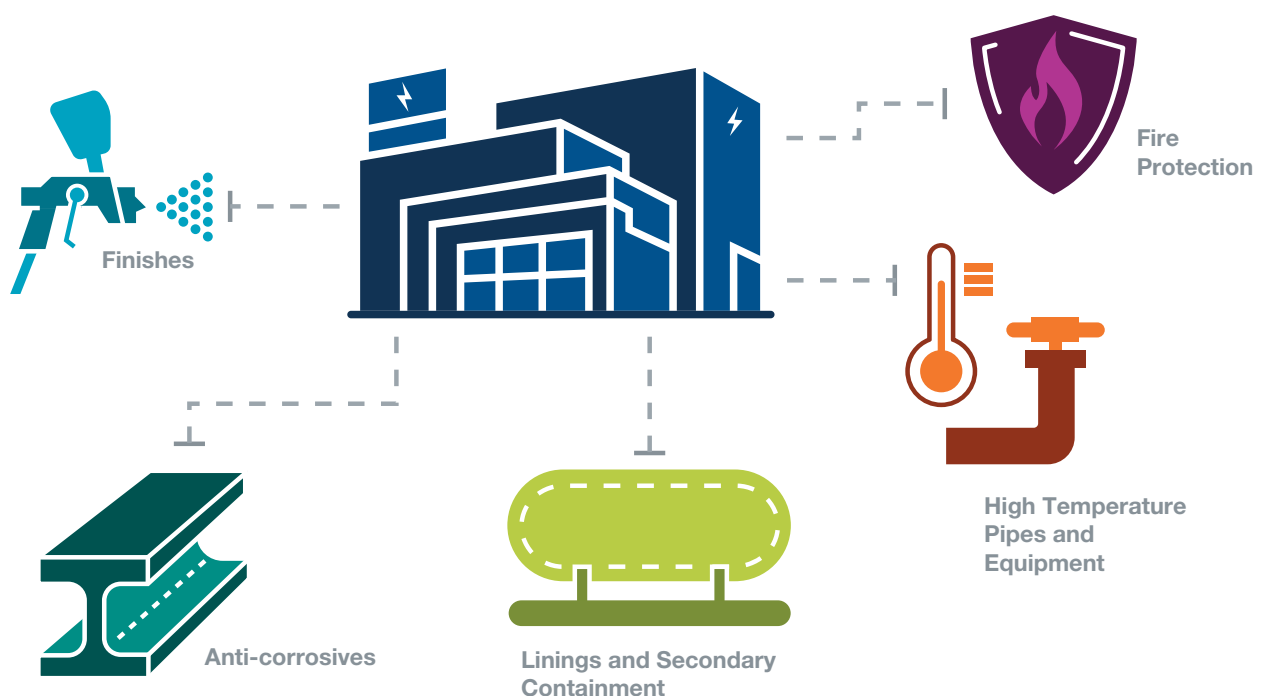 Fire
Protection
Finishes
High Temperature
Pipes and
Equipment
Anti-corrosives
Linings and Secondary
Containment